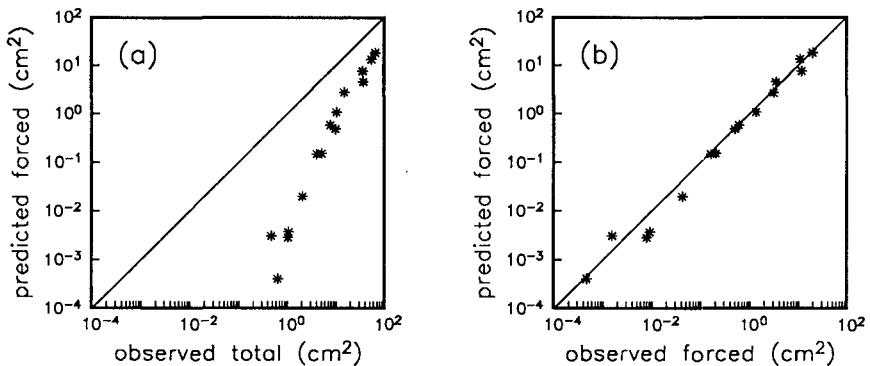 (a)
predicted forced (cm²)
10²
10¹
10⁰
10⁻¹
10⁻²
10⁻³
10⁻⁴
10⁻⁴ 10⁻² 10⁰ 10²
observed total (cm²)
(b)
predicted forced (cm²)
10²
10¹
10⁰
10⁻¹
10⁻²
10⁻³
10⁻⁴
10⁻⁴ 10⁻² 10⁰ 10²
observed forced (cm²)